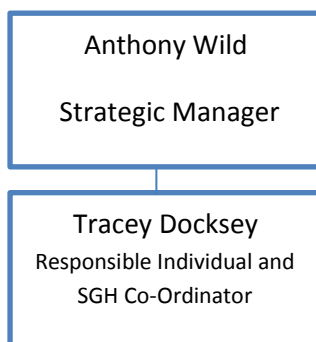 Anthony Wild
Strategic Manager
Tracey Docksey
Responsible Individual and
SGH Co-Ordinator